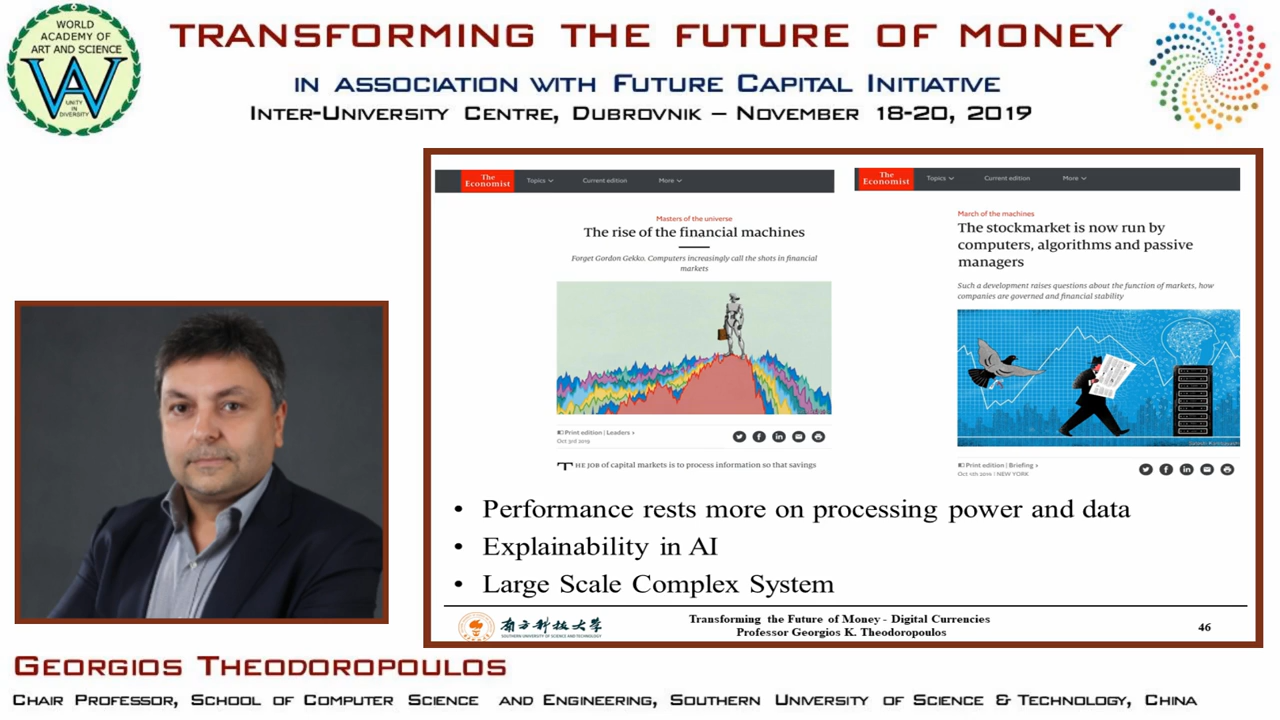 WORLD
ACADEMY OF
ART AND SCIENCE
UNITY
IN
DIVERSITY
TRANSFORMING THE FUTURE OF MONEY
IN ASSOCIATION WITH FUTURE CAPITAL INITIATIVE
INTER-UNIVERSITY CENTRE, DUBROVNIK – NOVEMBER 18-20, 2019
The
Economist
Topics
Current edition
More
Masters of the universe
The rise of the financial machines
Forget Gordon Gekko. Computers increasingly call the shots in financial
markets
Print edition | Leaders
Oct 3rd 2019
THE JOB of capital markets is to process information so that savings
The
Economist
Topics
Current edition
More
March of the machines
The stockmarket is now run by
computers, algorithms and passive
managers
Such a development raises questions about the function of markets, how
companies are governed and financial stability
Print edition | Briefing
NEW YORK
• Performance rests more on processing power and data
• Explainability in AI
• Large Scale Complex System
南方科技大学
SOUTHERN UNIVERSITY OF SCIENCE AND TECHNOLOGY
Transforming the Future of Money - Digital Currencies
Professor Georgios K. Theodoropoulos
46
GEORGIOS THEODOROPOULOS
CHAIR PROFESSOR, SCHOOL OF COMPUTER SCIENCE AND ENGINEERING, SOUTHERN UNIVERSITY OF SCIENCE & TECHNOLOGY, CHINA